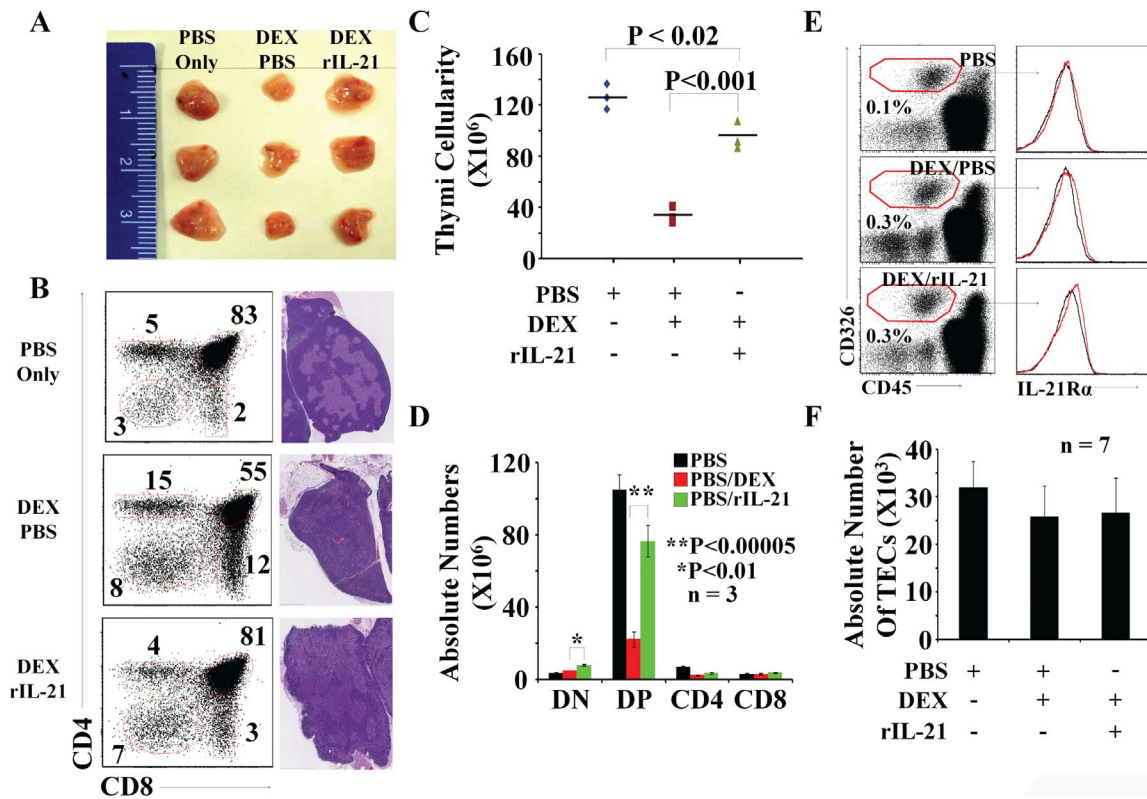 A
PBS
Only
DEX
PBS
DEX
rIL-21
1
2
3
B
PBS
Only
5
83
3
2
DEX
PBS
15
55
8
12
DEX
rIL-21
4
81
7
3
CD4
CD8
C
P < 0.02
P<0.001
Thymi Cellularity
(X10⁶)
160
120
80
40
0
PBS + + -
DEX - + +
rIL-21 - - +
D
Absolute Numbers
(X10⁶)
120
80
40
0
PBS
PBS/DEX
PBS/rIL-21
**
**P<0.00005
*P<0.01
n = 3
*
DN DP CD4 CD8
E
PBS
0.1%
DEX/PBS
0.3%
DEX/rIL-21
0.3%
CD326
CD45
IL-21Rα
F
n = 7
Absolute Number
Of TECs (X10³)
40
30
20
10
0
PBS + + -
DEX - + +
rIL-21 - - +